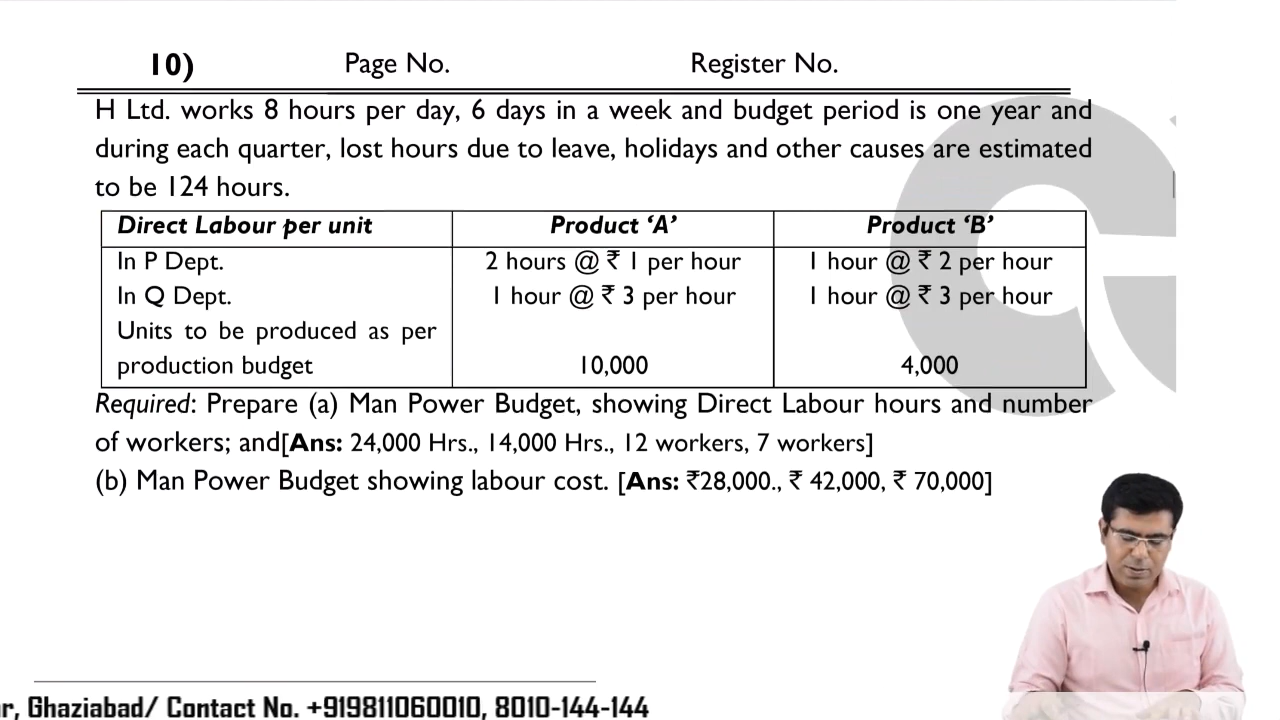 10) Page No. Register No.
H Ltd. works 8 hours per day, 6 days in a week and budget period is one year and
during each quarter, lost hours due to leave, holidays and other causes are estimated
to be 124 hours.
Direct Labour per unit Product ‘A’ Product ‘B’
In P Dept. 2 hours @ ₹ 1 per hour 1 hour @ ₹ 2 per hour
In Q Dept. 1 hour @ ₹ 3 per hour 1 hour @ ₹ 3 per hour
Units to be produced as per
production budget 10,000 4,000
Required: Prepare (a) Man Power Budget, showing Direct Labour hours and number
of workers; and[Ans: 24,000 Hrs., 14,000 Hrs., 12 workers, 7 workers]
(b) Man Power Budget showing labour cost. [Ans: ₹28,000., ₹ 42,000, ₹ 70,000]
r, Ghaziabad/ Contact No. +919811060010, 8010-144-144